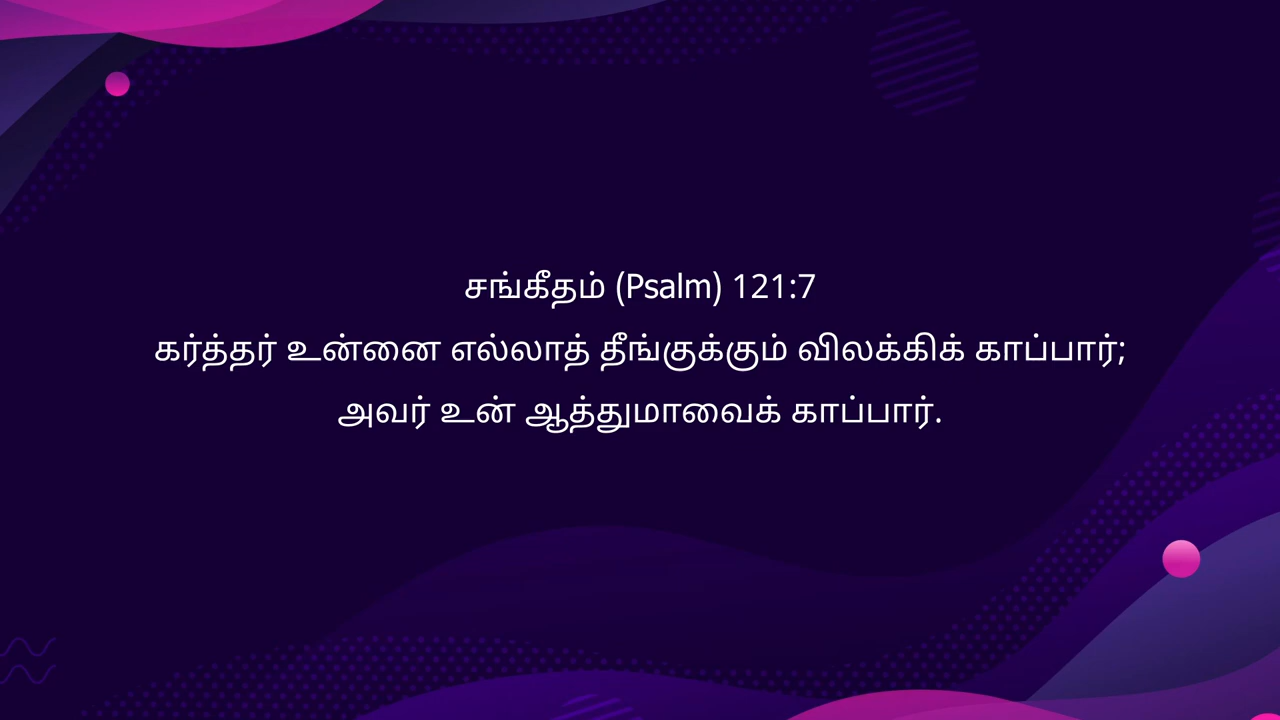 சங்கீதம் (Psalm) 121:7
கர்த்தர் உன்னை எல்லாத் தீங்குக்கும் விலக்கிக் காப்பார்;
அவர் உன் ஆத்துமாவைக் காப்பார்.